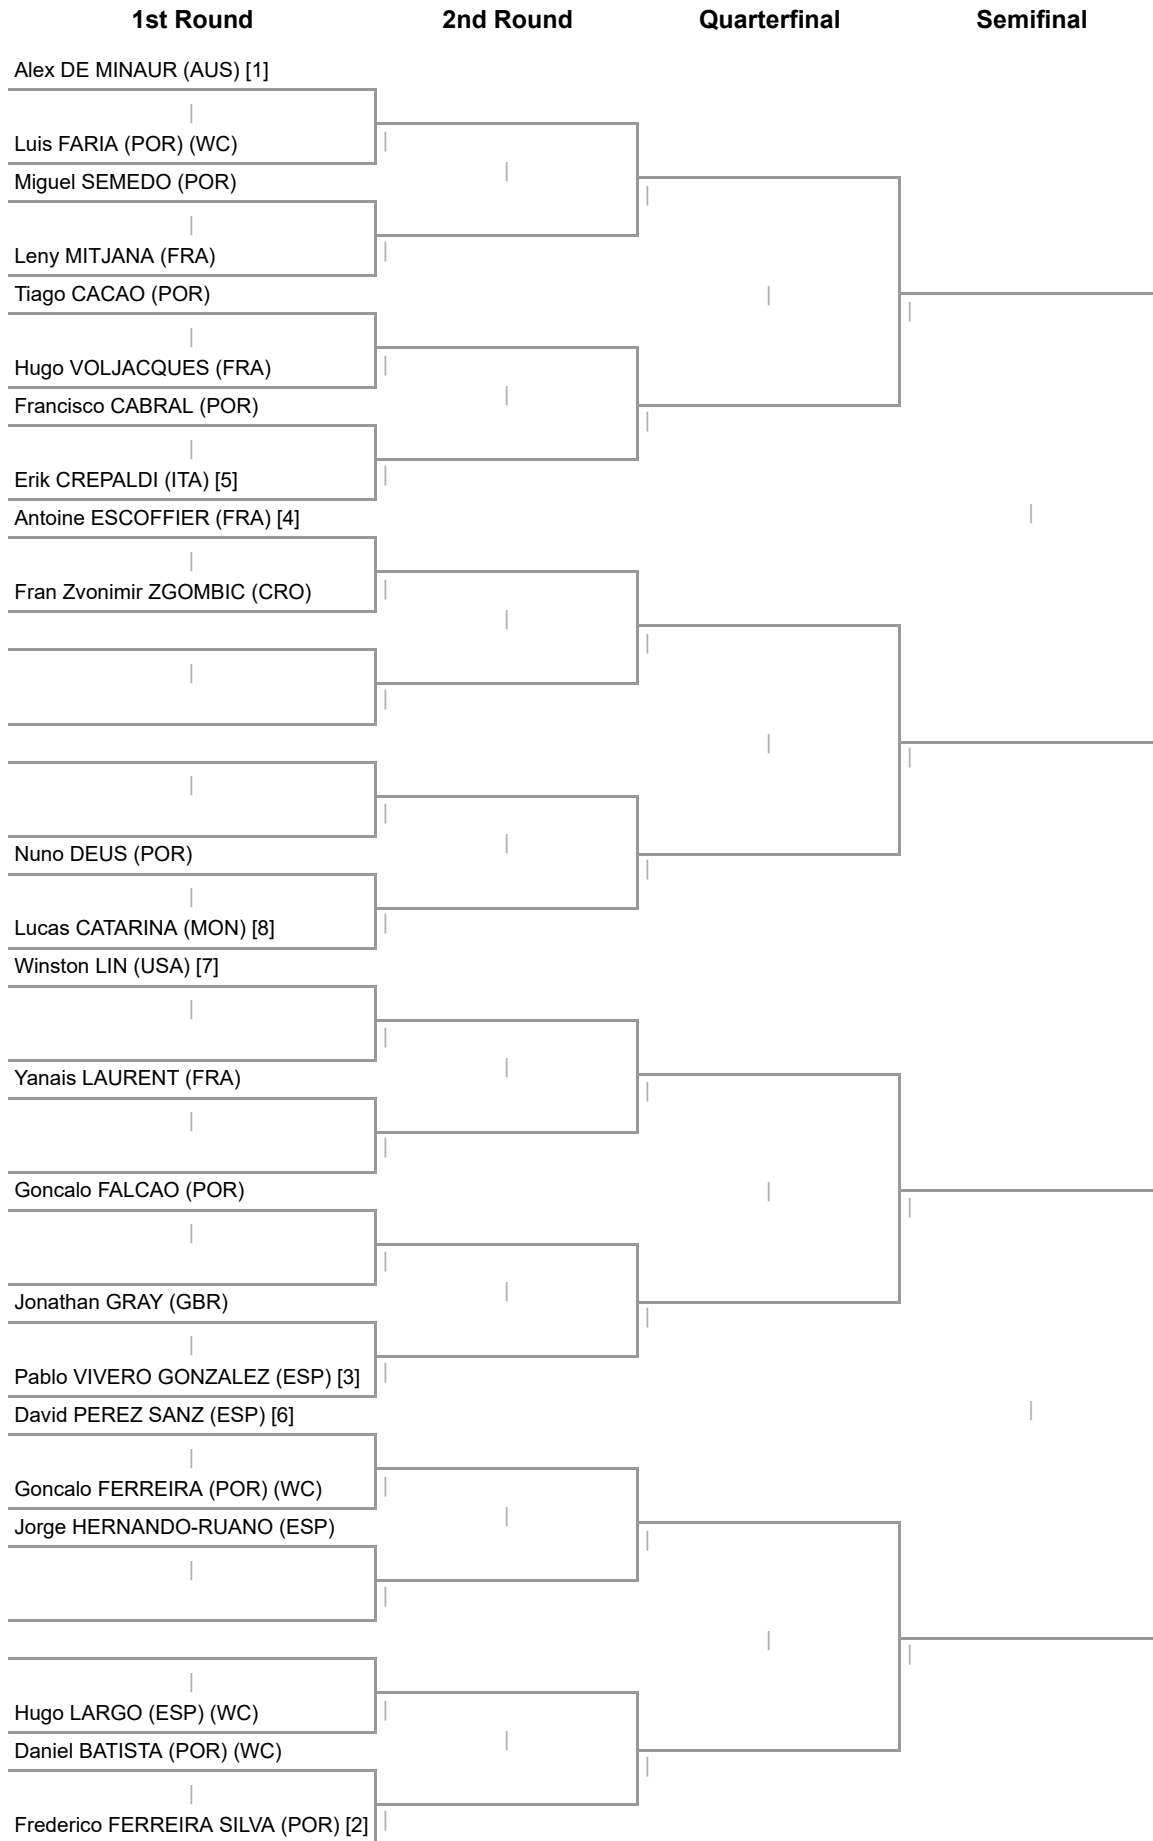 1st Round 2nd Round Quarterfinal Semifinal
Alex DE MINAUR (AUS) [1]
Luis FARIA (POR) (WC)
Miguel SEMEDO (POR)
Leny MITJANA (FRA)
Tiago CACAO (POR)
Hugo VOLJACQUES (FRA)
Francisco CABRAL (POR)
Erik CREPALDI (ITA) [5]
Antoine ESCOFFIER (FRA) [4]
Fran Zvonimir ZGOMBIC (CRO)
Nuno DEUS (POR)
Lucas CATARINA (MON) [8]
Winston LIN (USA) [7]
Yanais LAURENT (FRA)
Goncalo FALCAO (POR)
Jonathan GRAY (GBR)
Pablo VIVERO GONZALEZ (ESP) [3]
David PEREZ SANZ (ESP) [6]
Goncalo FERREIRA (POR) (WC)
Jorge HERNANDO-RUANO (ESP)
Hugo LARGO (ESP) (WC)
Daniel BATISTA (POR) (WC)
Frederico FERREIRA SILVA (POR) [2]